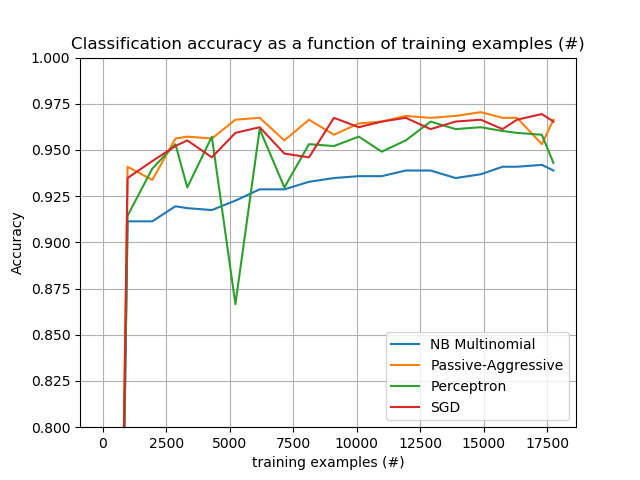 Classification accuracy as a function of training examples (#)
1.000
0.975
0.950
0.925
0.900
0.875
0.850
0.825
0.800
Accuracy
NB Multinomial
Passive-Aggressive
Perceptron
SGD
0 2500 5000 7500 10000 12500 15000 17500
training examples (#)